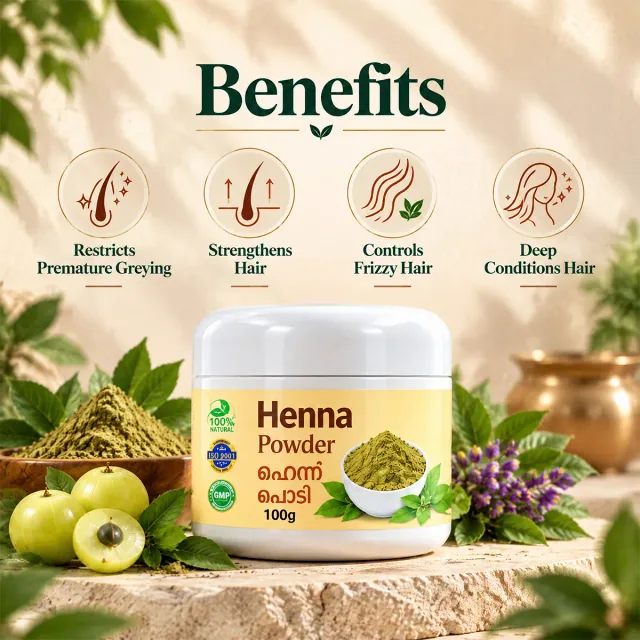 Benefits
Restricts
Premature Greying
Strengthens
Hair
Controls
Frizzy Hair
Deep
Conditions Hair
100%
NATURAL
ISO 9001
GMP
Henna
Powder
ഹെന്ന്
പൊടി
100g